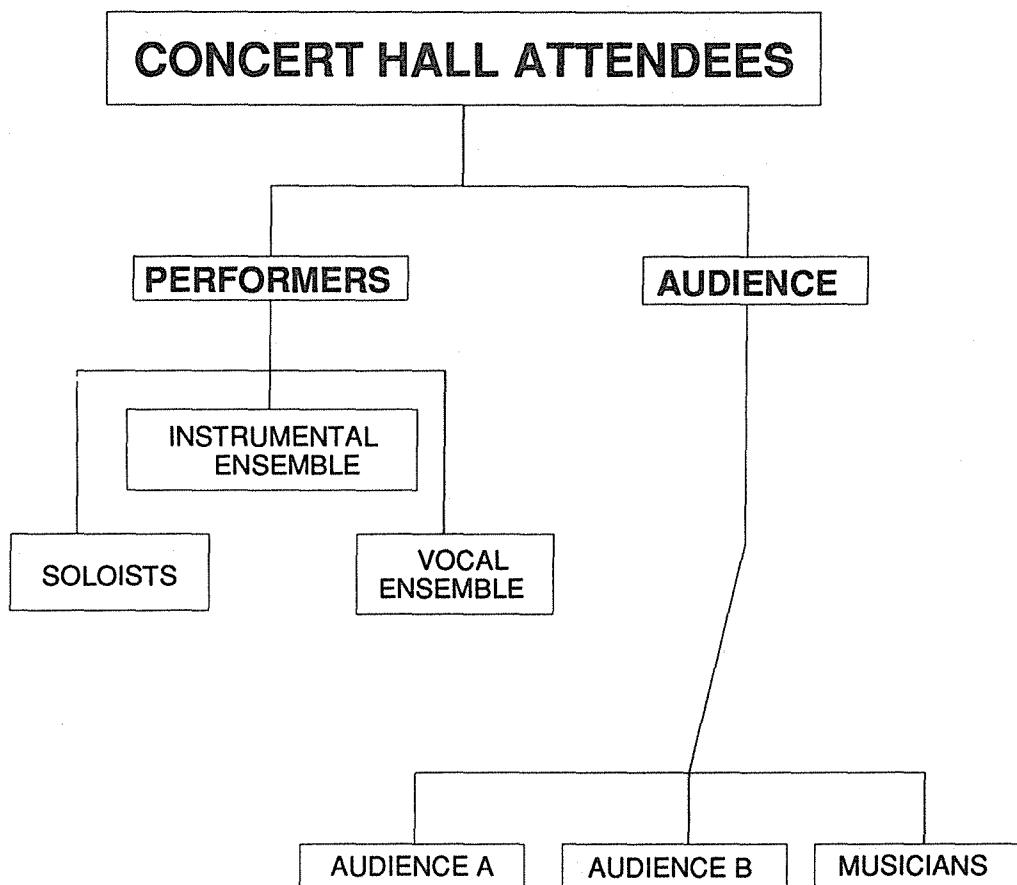 CONCERT HALL ATTENDEES
PERFORMERS
AUDIENCE
INSTRUMENTAL
ENSEMBLE
SOLOISTS
VOCAL
ENSEMBLE
AUDIENCE A
AUDIENCE B
MUSICIANS